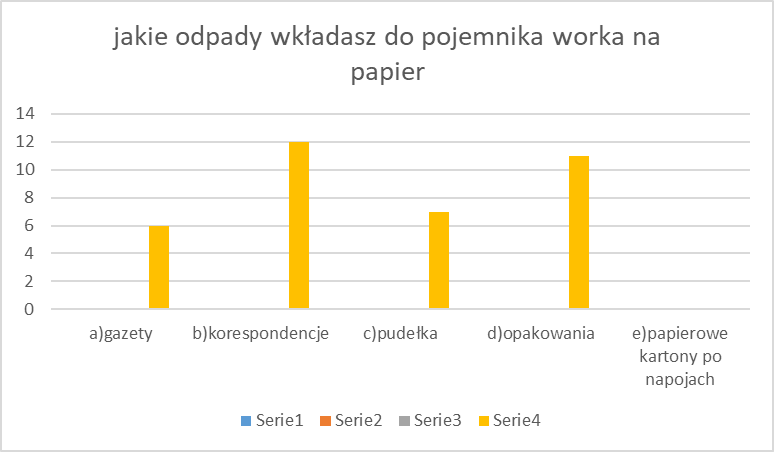 jakie odpady wkładasz do pojemnika worka na
papier
14
12
10
8
6
4
2
0
a)gazety b)korespondencje c)pudełka d)opakowania e)papierowe
kartony po
napojach
Serie1 Serie2 Serie3 Serie4